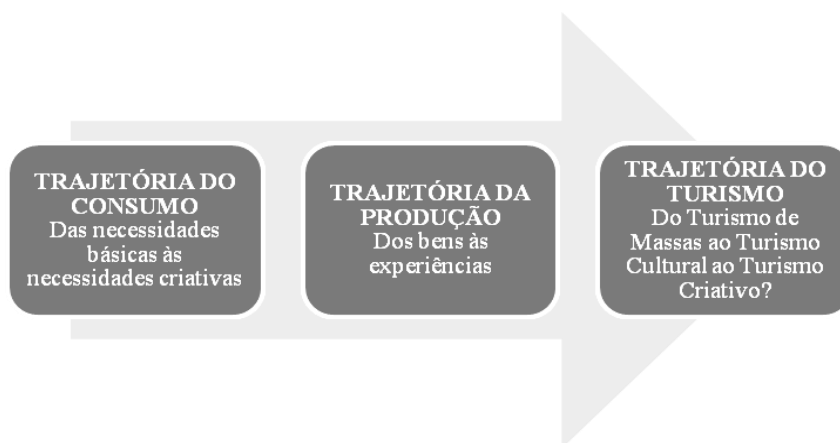 TRAJETÓRIA DO
CONSUMO
Das necessidades
básicas às
necessidades criativas
TRAJETÓRIA DA
PRODUÇÃO
Dos bens às
experiências
TRAJETÓRIA DO
TURISMO
Do Turismo de
Massas ao Turismo
Cultural ao Turismo
Criativo?